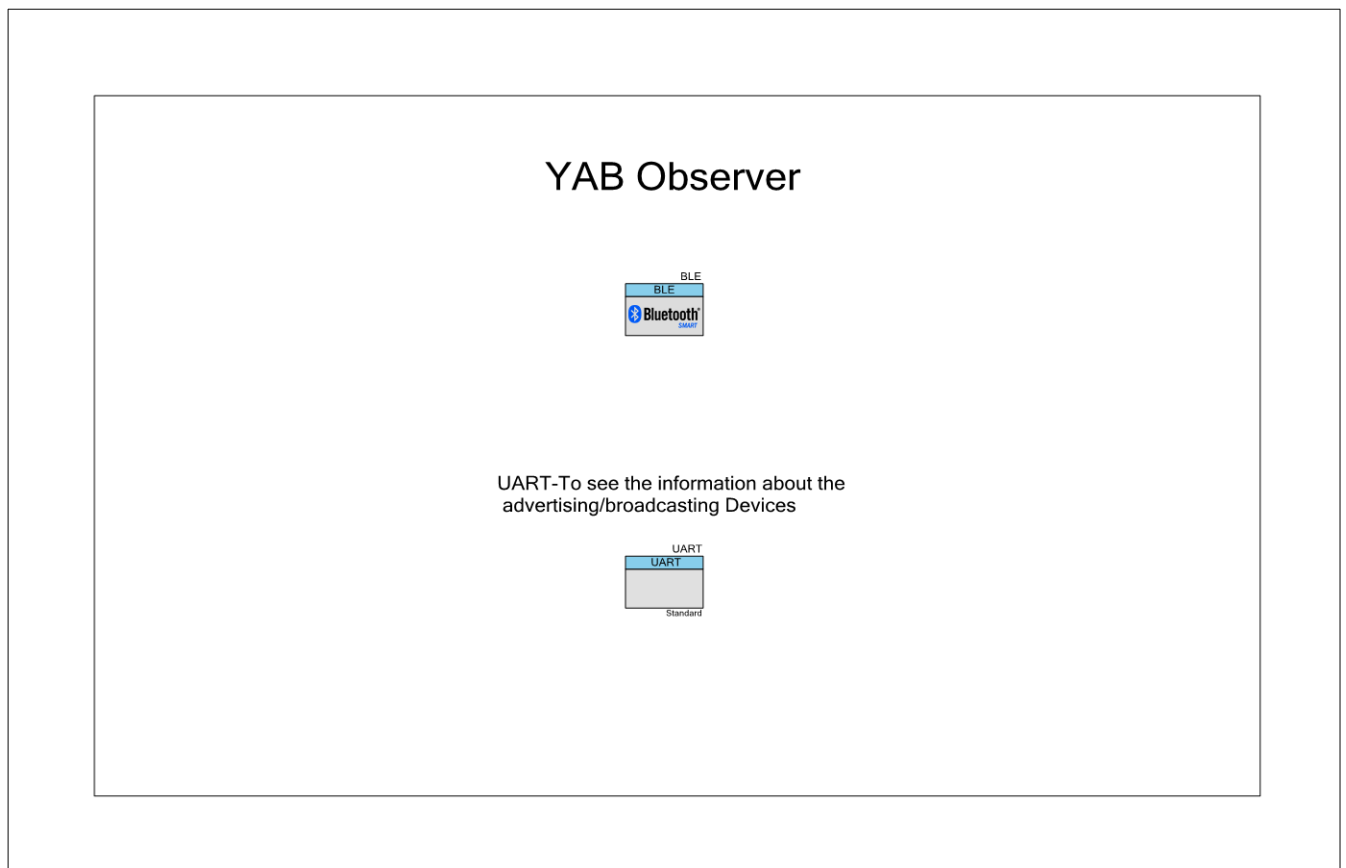 YAB Observer
BLE
BLE
Bluetooth®
SMART
UART-To see the information about the
advertising/broadcasting Devices
UART
UART
Standard